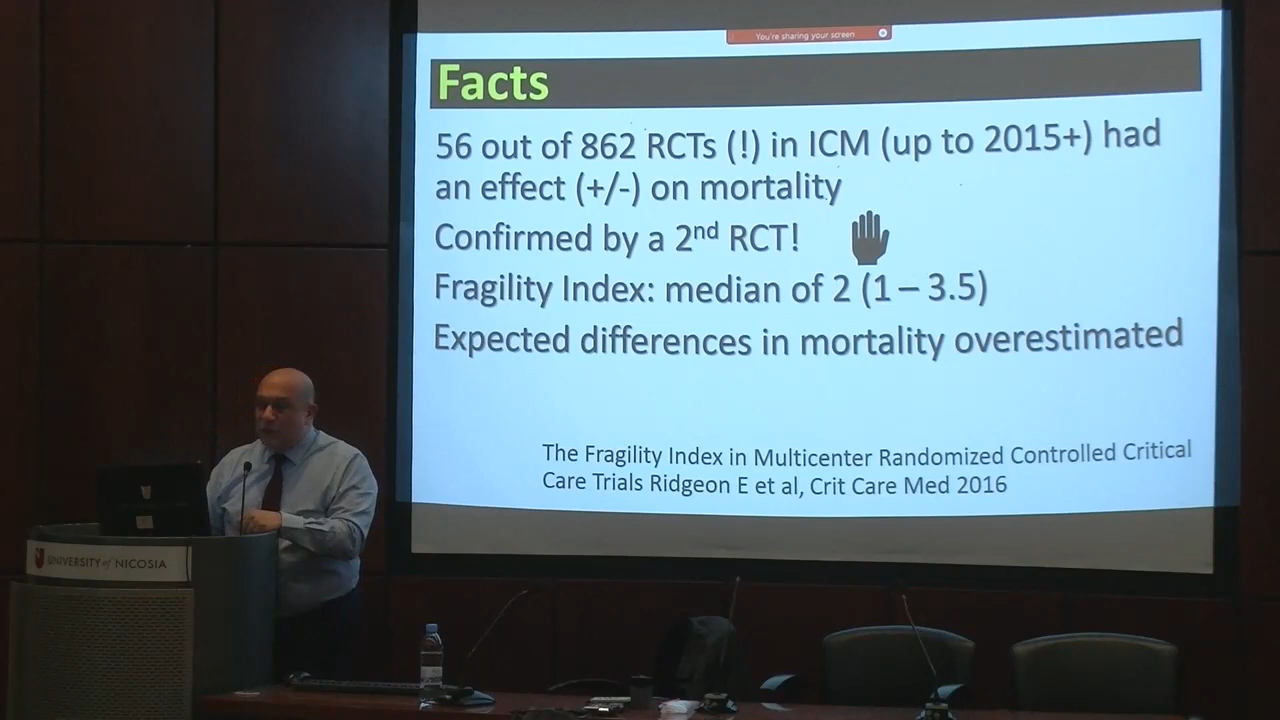 You're sharing your screen
Facts
56 out of 862 RCTs (!) in ICM (up to 2015+) had
an effect (+/-) on mortality
Confirmed by a 2nd RCT!
Fragility Index: median of 2 (1 – 3.5)
Expected differences in mortality overestimated
The Fragility Index in Multicenter Randomized Controlled Critical
Care Trials Ridgeon E et al, Crit Care Med 2016
UNIVERSITY of NICOSIA